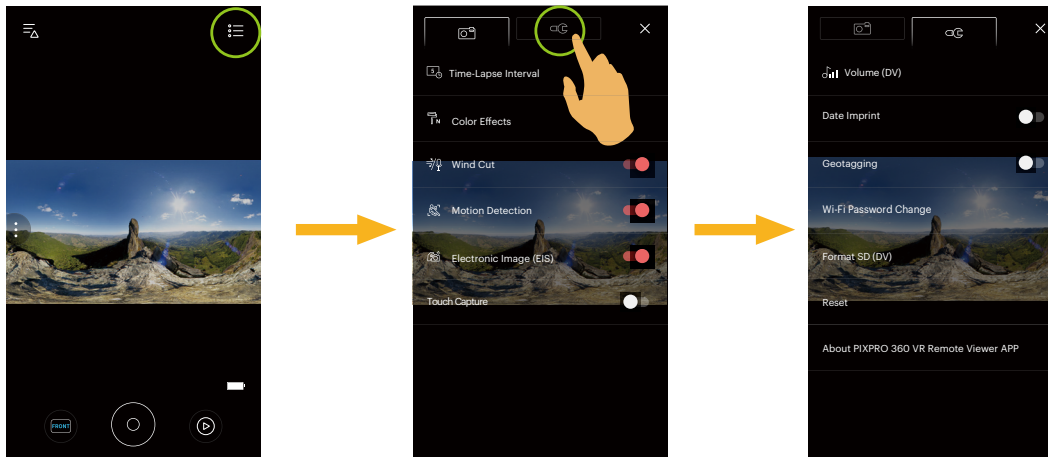 FRONT
Time-Lapse Interval
Color Effects
Wind Cut
Motion Detection
Electronic Image (EIS)
Touch Capture
Volume (DV)
Date Imprint
Geotagging
Wi-Fi Password Change
Format SD (DV)
Reset
About PIXPRO 360 VR Remote Viewer APP